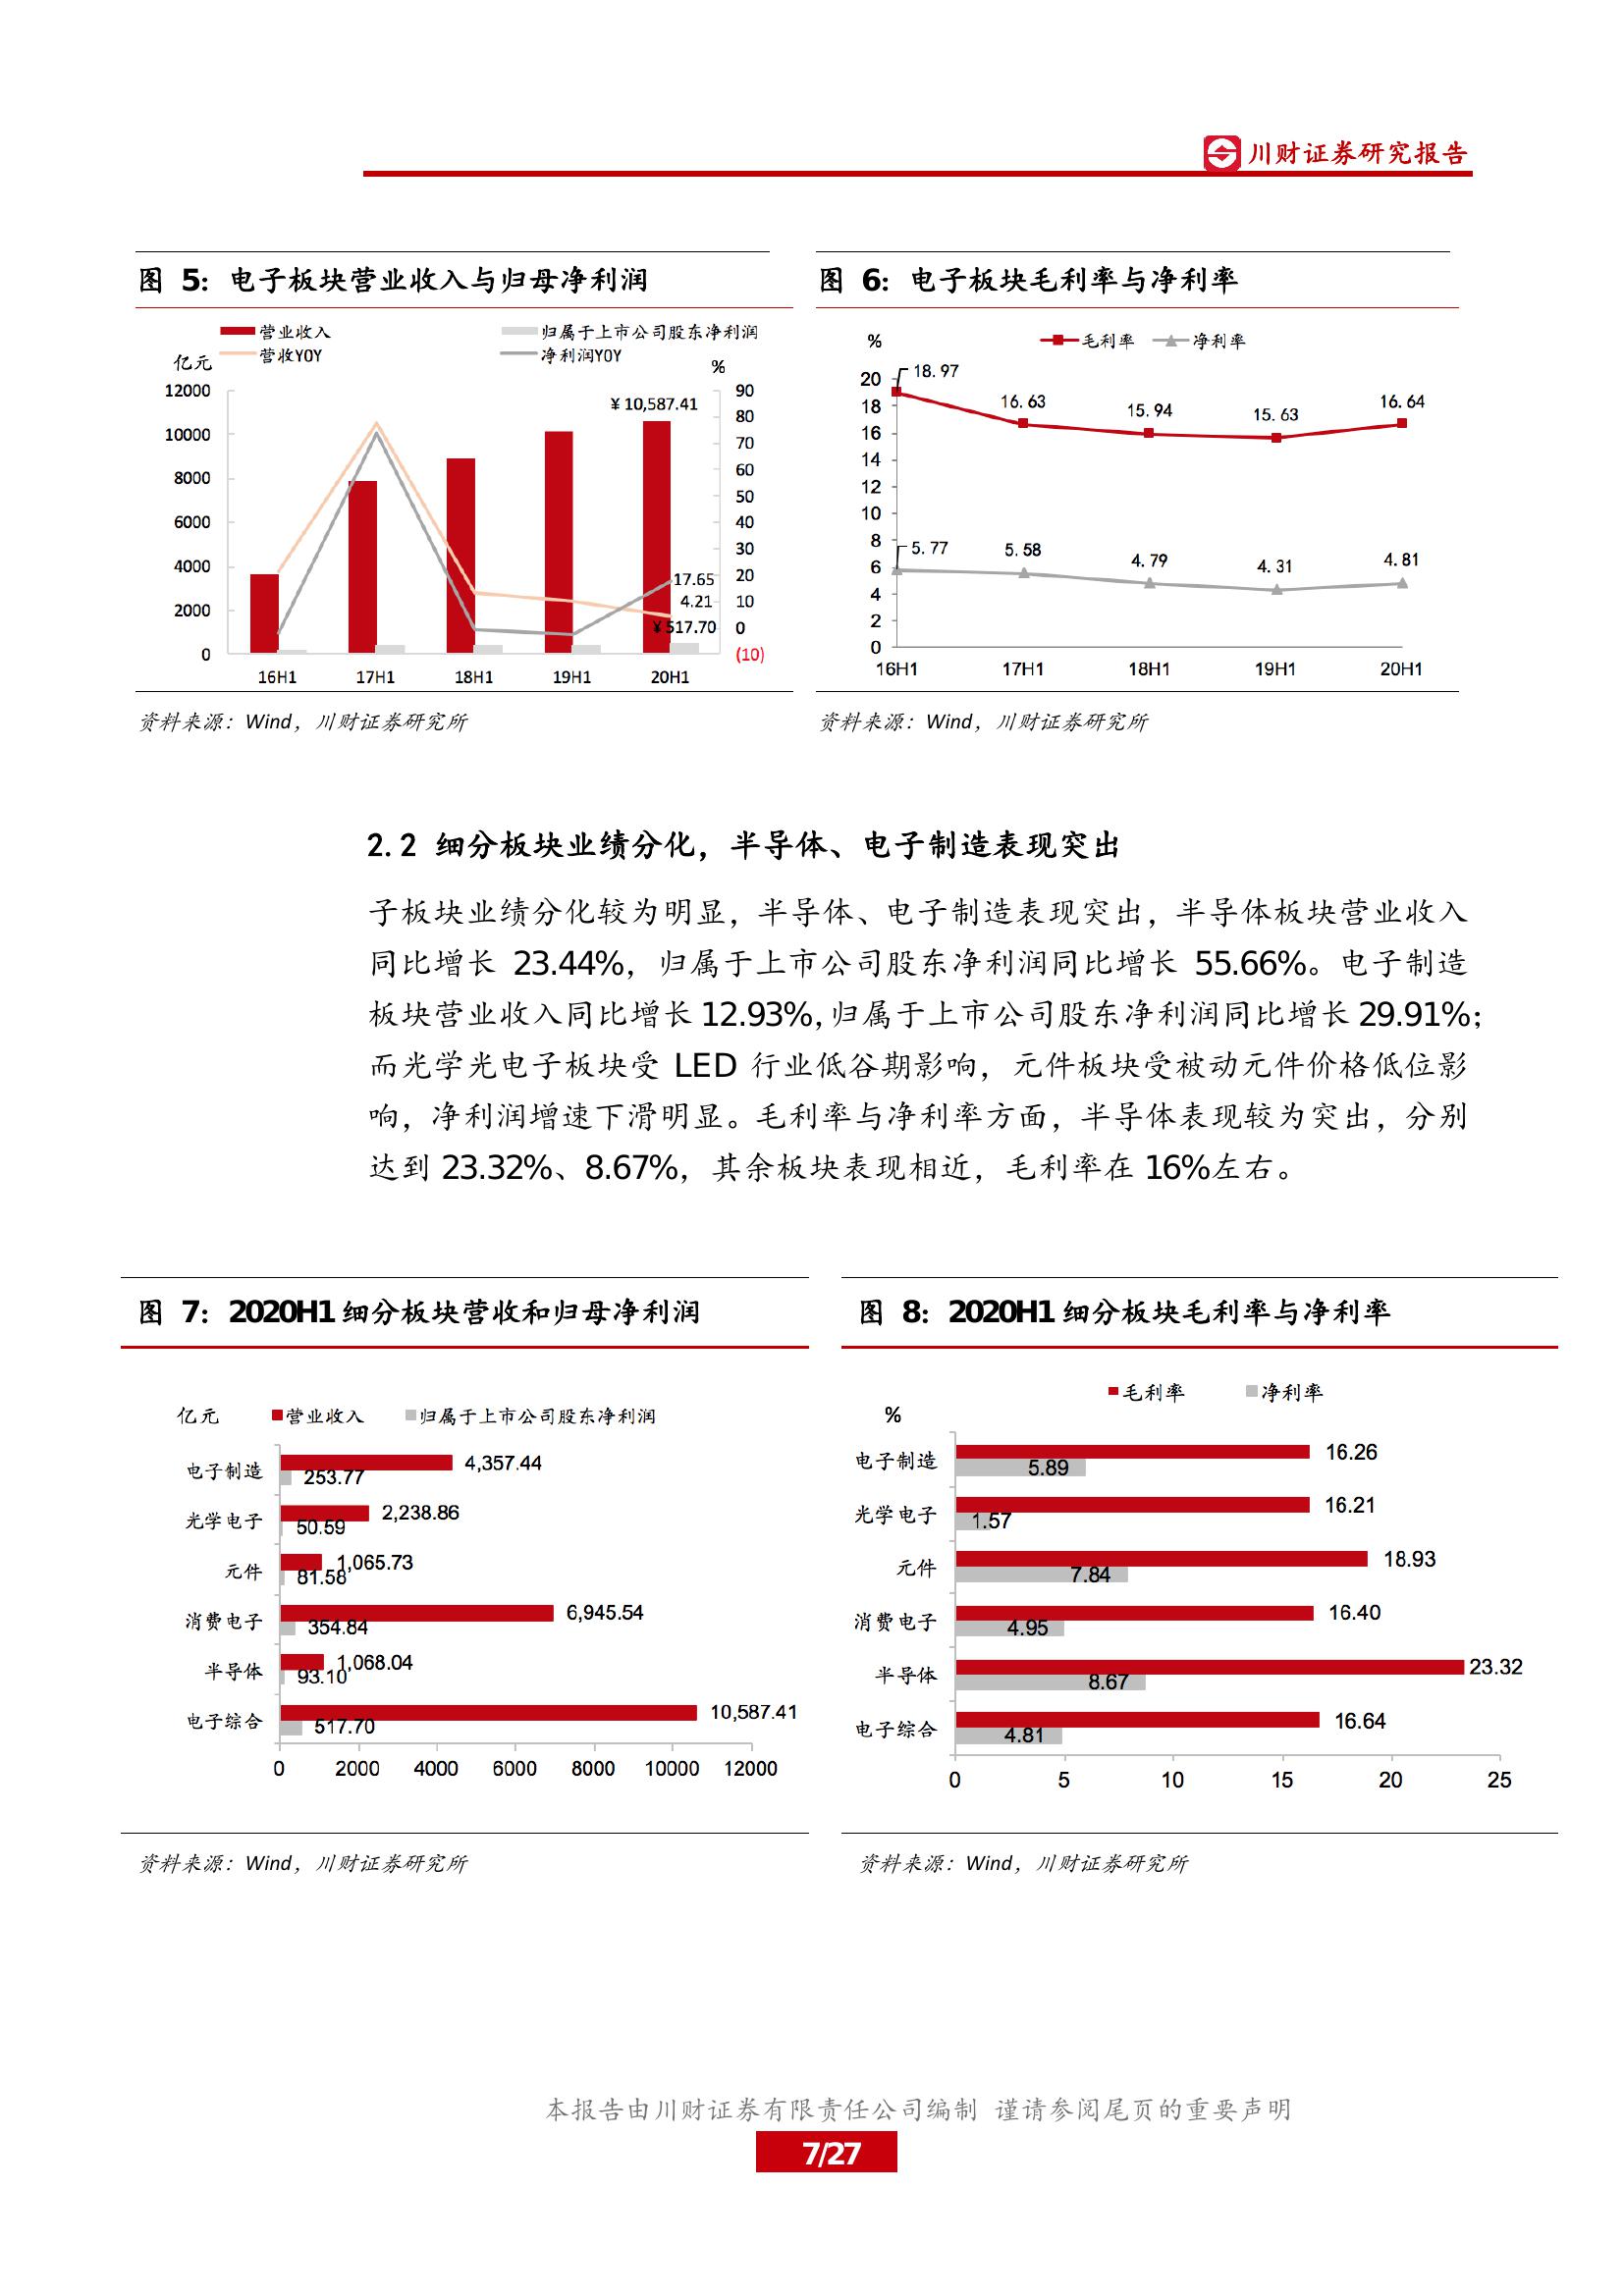 川财证券研究报告
图 5：电子板块营业收入与归母净利润
营业收入 归属于上市公司股东净利润
亿元 营收YOY 净利润YOY %
12000 90
¥ 10,587.41 80
10000 70
8000 60
50
6000 40
30
4000 20
17.65
2000 10
4.21
¥ 517.70 0
0 (10)
16H1 17H1 18H1 19H1 20H1
资料来源：Wind，川财证券研究所
图 6：电子板块毛利率与净利率
% 毛利率 净利率
20
18
16
14
12
10
8
6
4
2
0
18.97 16.63 15.94 15.63 16.64
5.77 5.58 4.79 4.31 4.81
16H1 17H1 18H1 19H1 20H1
资料来源：Wind，川财证券研究所
2.2 细分板块业绩分化，半导体、电子制造表现突出
子板块业绩分化较为明显，半导体、电子制造表现突出，半导体板块营业收入
同比增长 23.44%，归属于上市公司股东净利润同比增长 55.66%。电子制造
板块营业收入同比增长 12.93%,归属于上市公司股东净利润同比增长 29.91%；
而光学光电子板块受 LED 行业低谷期影响，元件板块受被动元件价格低位影
响，净利润增速下滑明显。毛利率与净利率方面，半导体表现较为突出，分别
达到 23.32%、8.67%，其余板块表现相近，毛利率在 16%左右。
图 7：2020H1 细分板块营收和归母净利润
亿元 营业收入 归属于上市公司股东净利润
电子制造 4,357.44
253.77
光学电子 2,238.86
50.59
元件 1,065.73
81.58
消费电子 6,945.54
354.84
半导体 1,068.04
93.10
电子综合 10,587.41
517.70
0 2000 4000 6000 8000 10000 12000
资料来源：Wind，川财证券研究所
图 8：2020H1 细分板块毛利率与净利率
毛利率 净利率
%
电子制造 16.26
5.89
光学电子 16.21
1.57
元件 18.93
7.84
消费电子 16.40
4.95
半导体 23.32
8.67
电子综合 16.64
4.81
0 5 10 15 20 25
资料来源：Wind，川财证券研究所
本报告由川财证券有限责任公司编制 谨请参阅尾页的重要声明
7/27